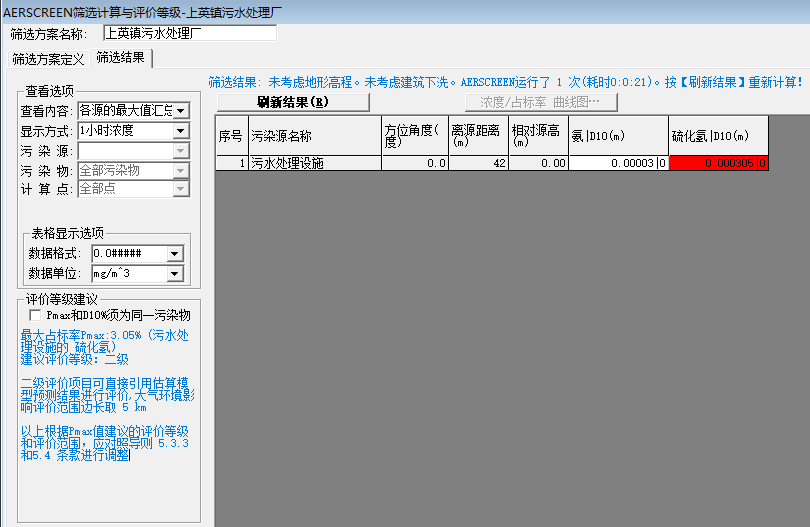 AERSCREEN筛选计算与评价等级-上英镇污水处理厂
筛选方案名称: 上英镇污水处理厂
筛选方案定义 筛选结果
筛选结果: 未考虑地形高程。未考虑建筑下洗。AERSCREEN运行了 1 次(耗时0:0:21)。按【刷新结果】重新计算!
刷新结果(R) 浓度/占标率 曲线图…
查看选项
查看内容: 各源的最大值汇总
显示方式: 1小时浓度
污 染 源:
污 染 物: 全部污染物
计 算 点: 全部点
表格显示选项
数据格式: 0.0#####
数据单位: mg/m^3
评价等级建议
Pmax和D10%须为同一污染物
最大占标率Pmax:3.05% (污水处
理设施的 硫化氢)
建议评价等级: 二级
二级评价项目可直接引用估算模
型预测结果进行评价,大气环境影
响评价范围边长取 5 km
以上根据Pmax值建议的评价等级
和评价范围，应对照导则 5.3.3
和5.4 条款进行调整
序号 污染源名称 方位角度(度) 离源距离(m) 相对源高(m) 氨|D10(m) 硫化氢|D10(m)
1 污水处理设施 0.0 42 0.00 0.00003|0 0.000305|0